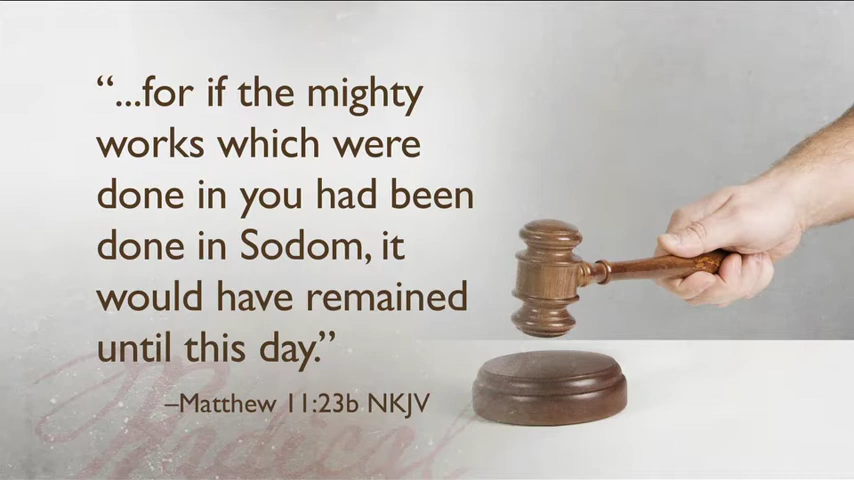 “...for if the mighty
works which were
done in you had been
done in Sodom, it
would have remained
until this day.”
–Matthew 11:23b NKJV
Radical